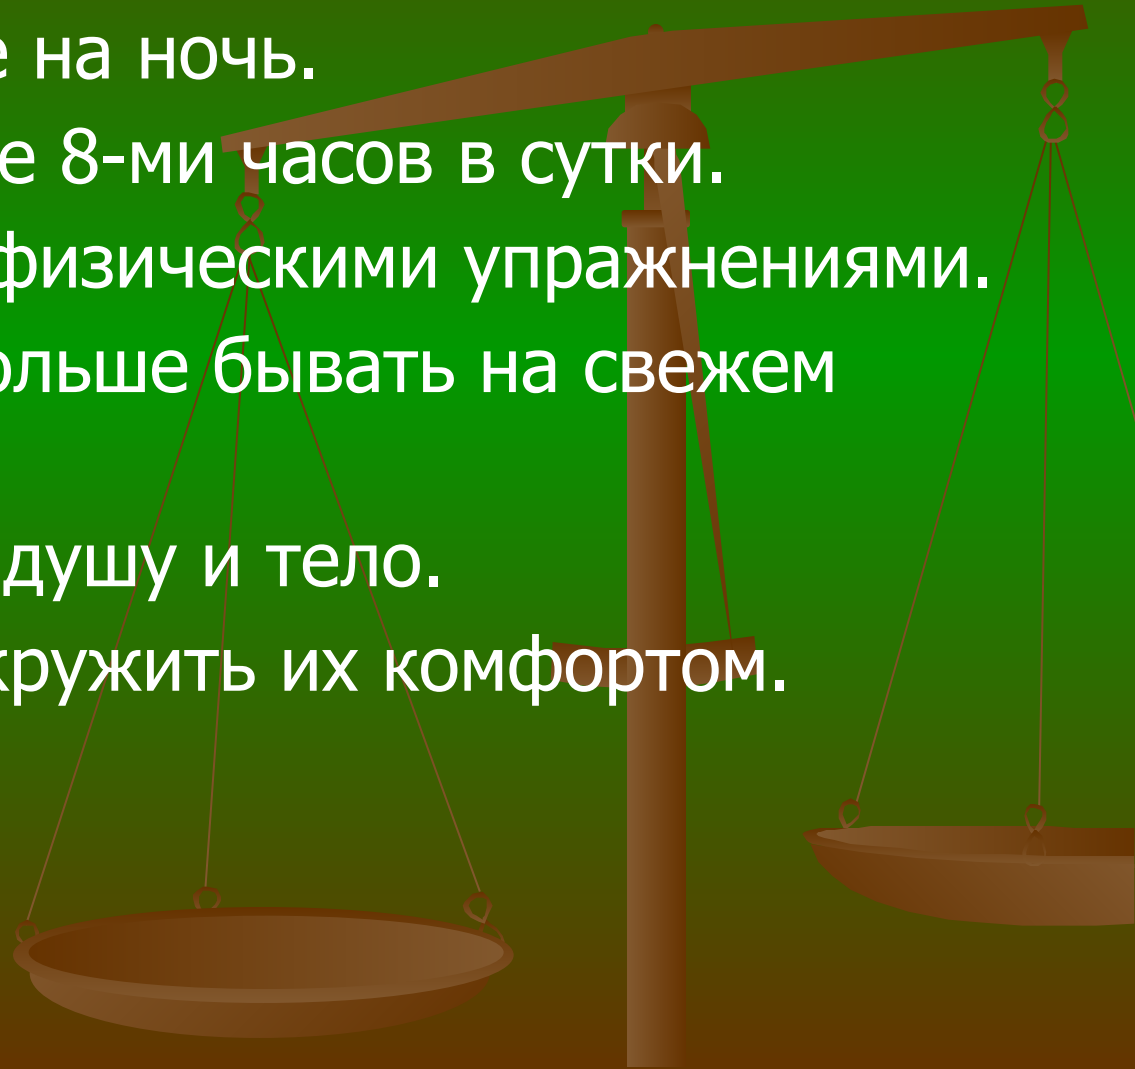 е на ночь.
е 8-ми часов в сутки.
физическими упражнениями.
ольше бывать на свежем
душу и тело.
кружить их комфортом.